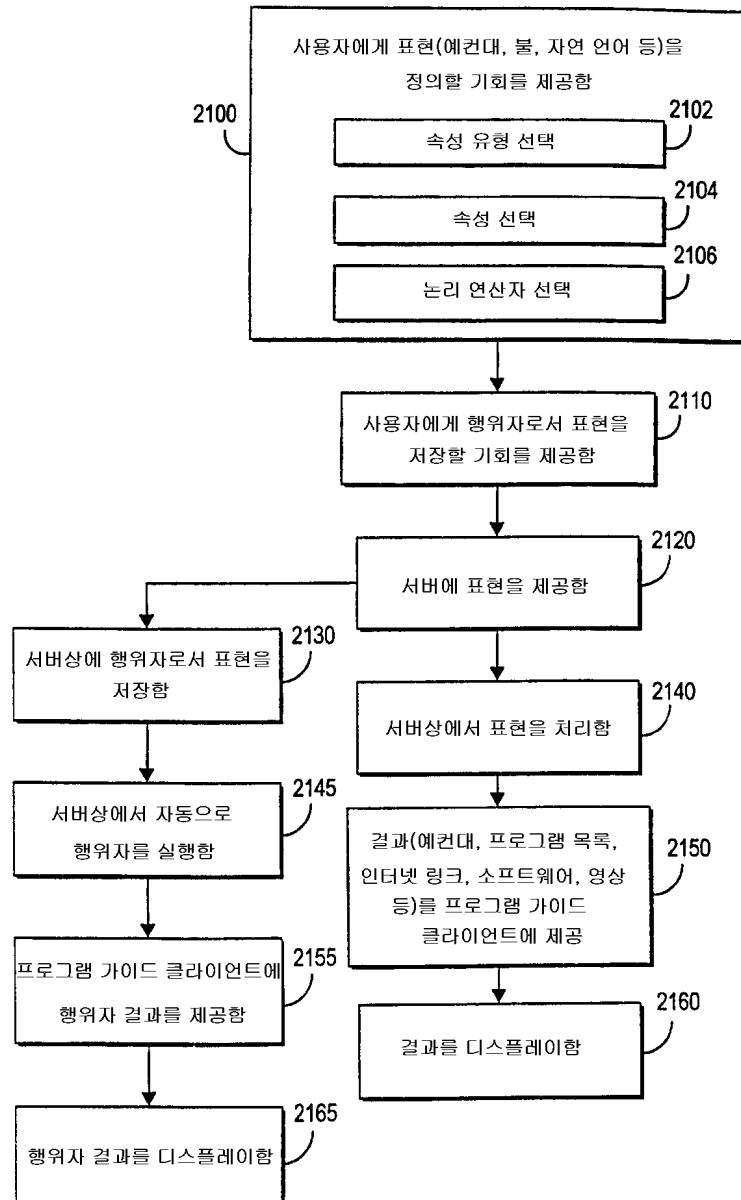 사용자에게 표현(예컨대, 불, 자연 언어 등)을
정의할 기회를 제공함
2100
2102
속성 유형 선택
2104
속성 선택
2106
논리 연산자 선택
2110
사용자에게 행위자로서 표현을
저장할 기회를 제공함
2120
서버에 표현을 제공함
2130
서버상에 행위자로서 표현을
저장함
2140
서버상에서 표현을 처리함
2145
서버상에서 자동으로
행위자를 실행함
2150
결과(예컨대, 프로그램 목록,
인터넷 링크, 소프트웨어, 영상
등)를 프로그램 가이드
클라이언트에 제공
2155
프로그램 가이드 클라이언트에
행위자 결과를 제공함
2160
결과를 디스플레이함
2165
행위자 결과를 디스플레이함